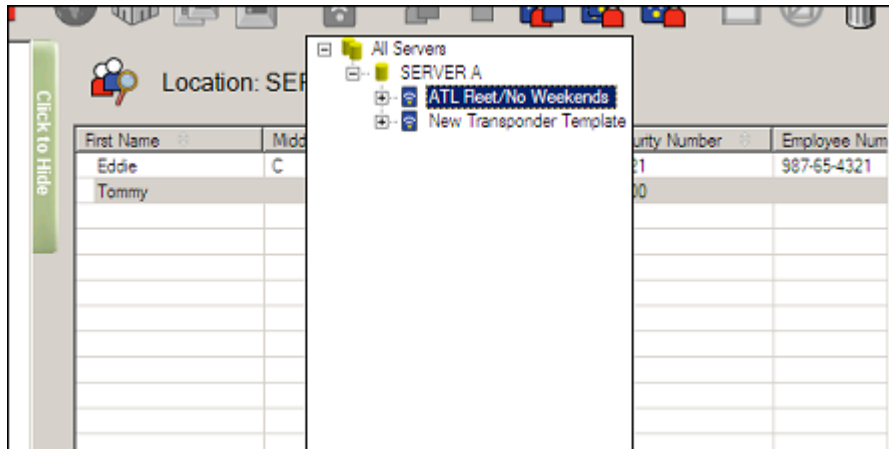 All Servers
Location: SER
SERVER A
ATL Fleet/No Weekends
New Transponder Template
Click to Hide
First Name Midd urity Number Employee Num
Eddie C 21 987-65-4321
Tommy 00